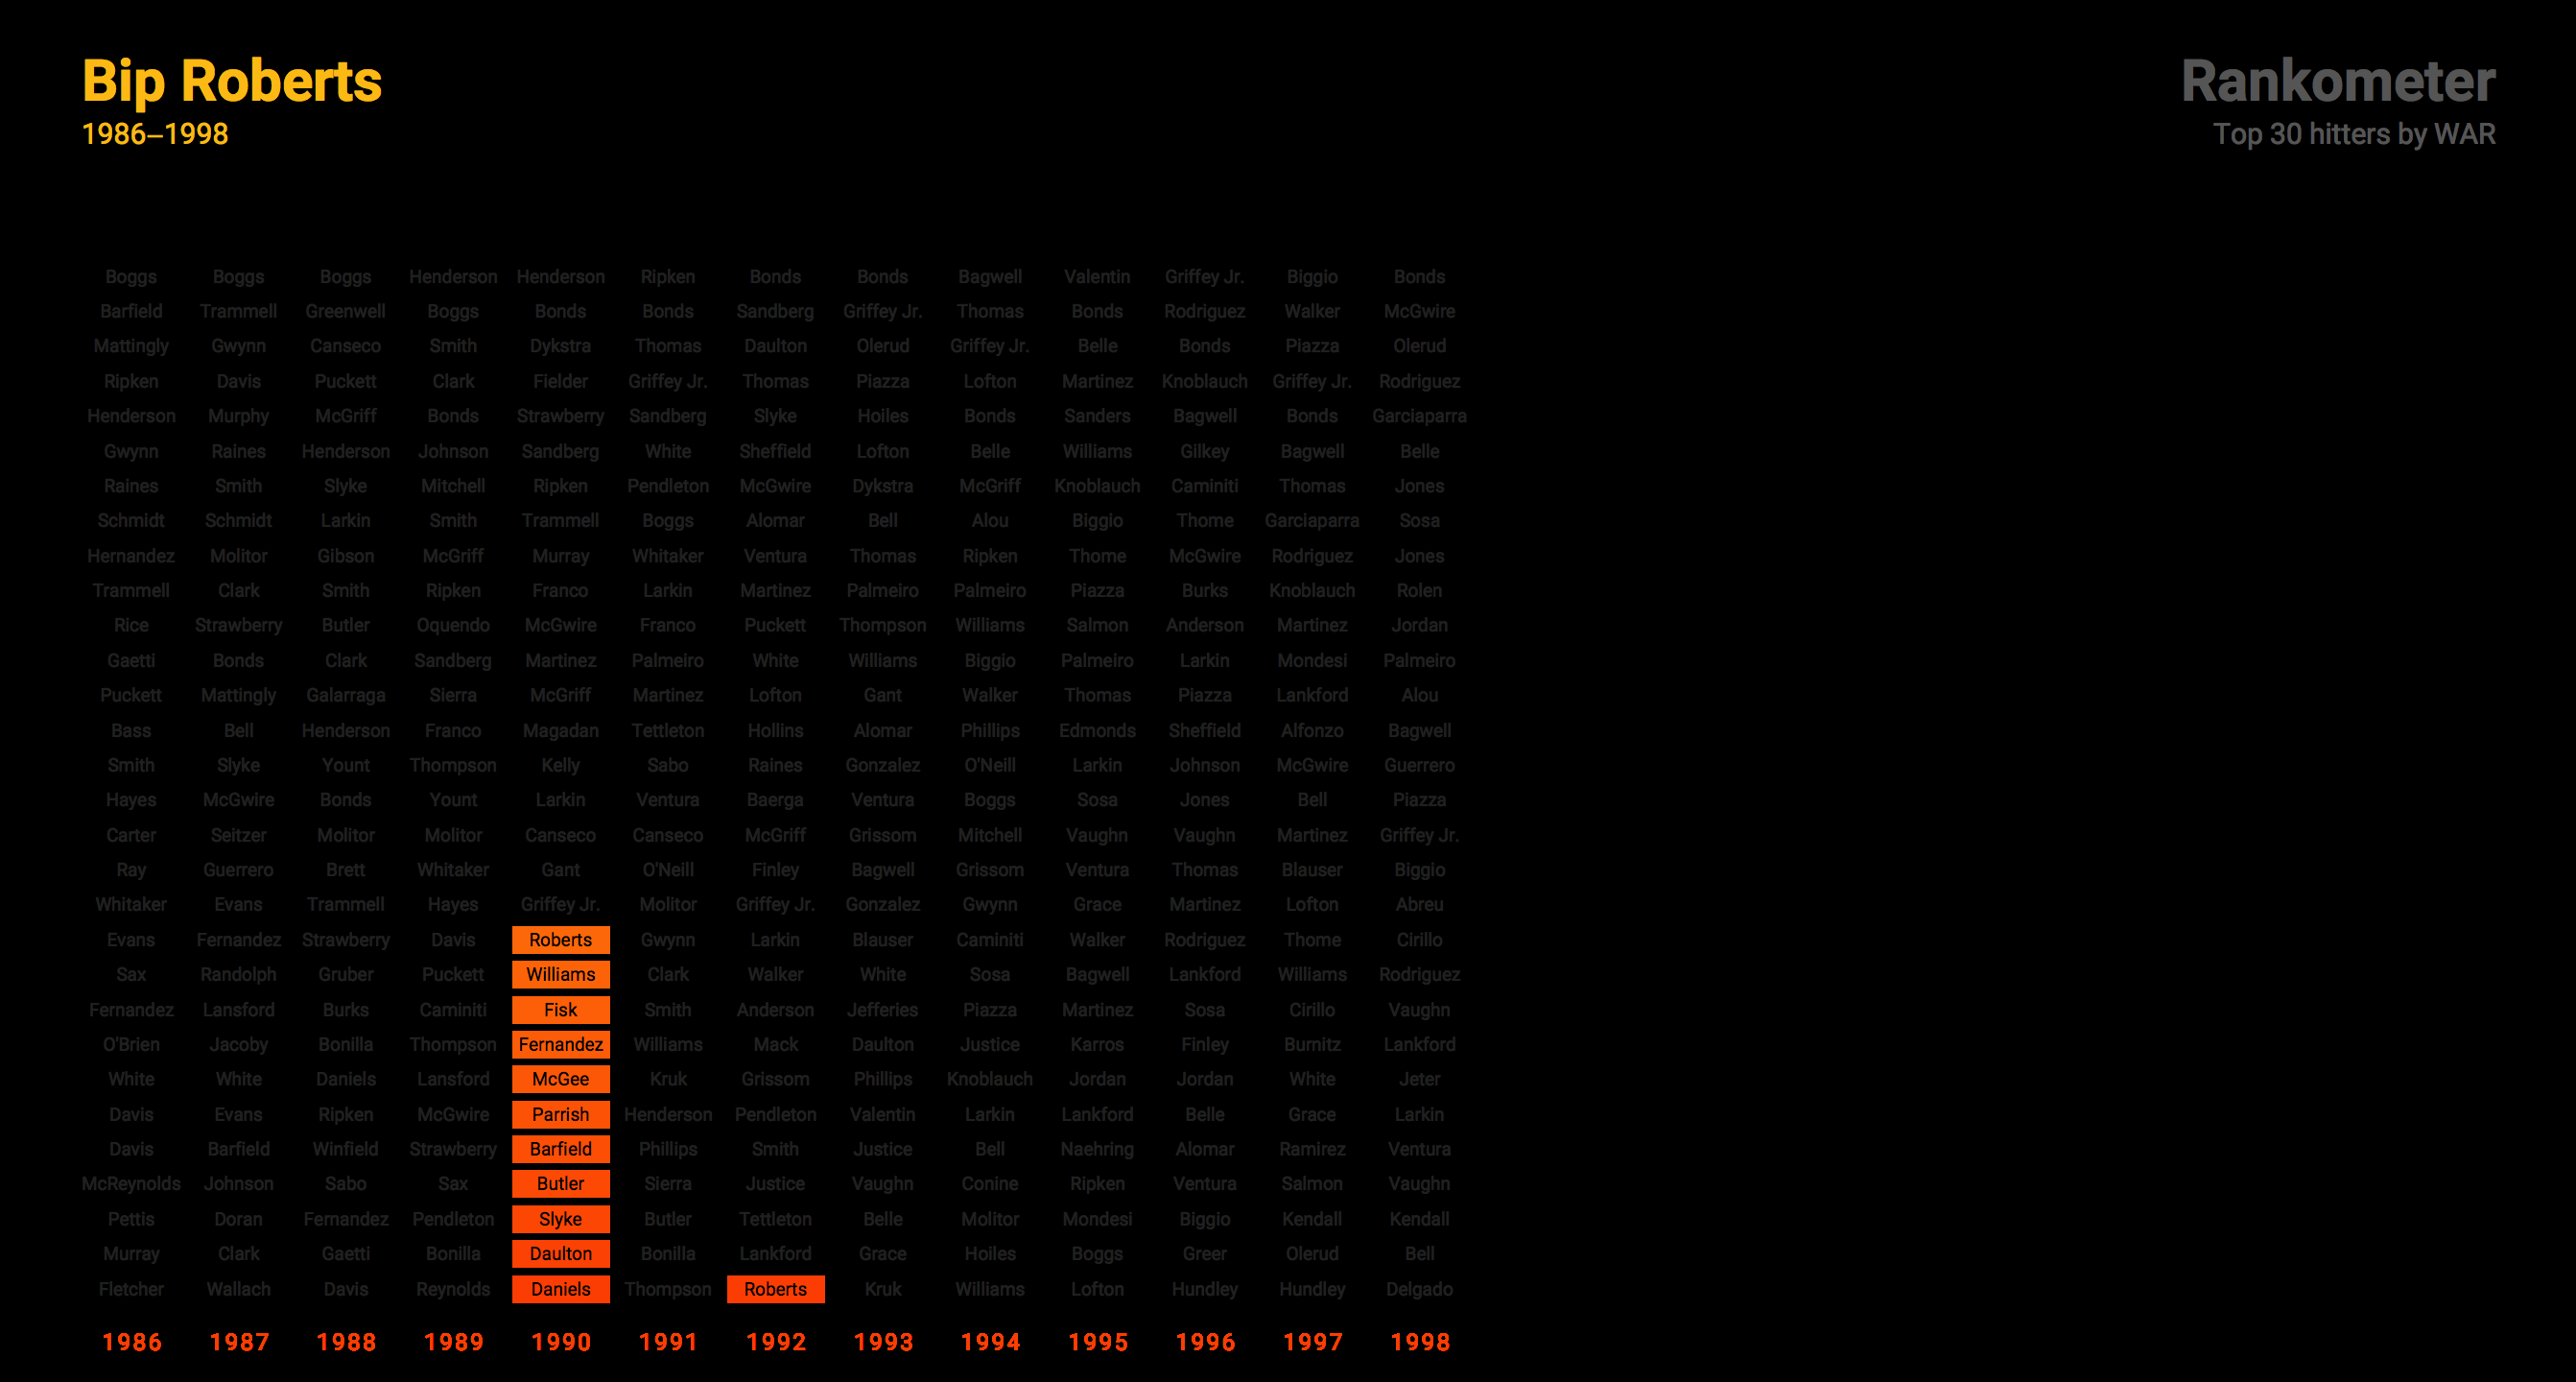 Bip Roberts
1986–1998
Rankometer
Top 30 hitters by WAR
Boggs Boggs Boggs Henderson Henderson Ripken Bonds Bonds Bagwell Valentin Griffey Jr. Biggio Bonds
Barfield Trammell Greenwell Boggs Bonds Bonds Sandberg Griffey Jr. Thomas Bonds Rodriguez Walker McGwire
Mattingly Gwynn Canseco Smith Dykstra Thomas Daulton Olerud Griffey Jr. Belle Bonds Piazza Olerud
Ripken Davis Puckett Clark Fielder Griffey Jr. Thomas Piazza Lofton Martinez Knoblauch Griffey Jr. Rodriguez
Henderson Murphy McGriff Bonds Strawberry Sandberg Slyke Hoiles Bonds Sanders Bagwell Bonds Garciaparra
Gwynn Raines Henderson Johnson Sandberg White Sheffield Lofton Belle Williams Gilkey Bagwell Belle
Raines Smith Slyke Mitchell Ripken Pendleton McGwire Dykstra McGriff Knoblauch Caminiti Thomas Jones
Schmidt Schmidt Larkin Smith Trammell Boggs Alomar Bell Alou Biggio Thome Garciaparra Sosa
Hernandez Molitor Gibson McGriff Murray Whitaker Ventura Thomas Ripken Thome McGwire Rodriguez Jones
Trammell Clark Smith Ripken Franco Larkin Martinez Palmeiro Palmeiro Piazza Burks Knoblauch Rolen
Rice Strawberry Butler Oquendo McGwire Franco Puckett Thompson Williams Salmon Anderson Martinez Jordan
Gaetti Bonds Clark Sandberg Martinez Palmeiro White Williams Biggio Palmeiro Larkin Mondesi Palmeiro
Puckett Mattingly Galarraga Sierra McGriff Martinez Lofton Gant Walker Thomas Piazza Lankford Alou
Bass Bell Henderson Franco Magadan Tettleton Hollins Alomar Phillips Edmonds Sheffield Alfonzo Bagwell
Smith Slyke Yount Thompson Kelly Sabo Raines Gonzalez O'Neill Larkin Johnson McGwire Guerrero
Hayes McGwire Bonds Yount Larkin Ventura Baerga Ventura Boggs Sosa Jones Bell Piazza
Carter Seitzer Molitor Molitor Canseco Canseco McGriff Grissom Mitchell Vaughn Vaughn Martinez Griffey Jr.
Ray Guerrero Brett Whitaker Gant O'Neill Finley Bagwell Grissom Ventura Thomas Blauser Biggio
Whitaker Evans Trammell Hayes Griffey Jr. Molitor Griffey Jr. Gonzalez Gwynn Grace Martinez Lofton Abreu
Evans Fernandez Strawberry Davis Roberts Gwynn Larkin Blauser Caminiti Walker Rodriguez Thome Cirillo
Sax Randolph Gruber Puckett Williams Clark Walker White Sosa Bagwell Lankford Williams Rodriguez
Fernandez Lansford Burks Caminiti Fisk Smith Anderson Jefferies Piazza Martinez Sosa Cirillo Vaughn
O'Brien Jacoby Bonilla Thompson Fernandez Williams Mack Daulton Justice Karros Finley Burnitz Lankford
White White Daniels Lansford McGee Kruk Grissom Phillips Knoblauch Jordan Jordan White Jeter
Davis Evans Ripken McGwire Parrish Henderson Pendleton Valentin Larkin Lankford Belle Grace Larkin
Davis Barfield Winfield Strawberry Barfield Phillips Smith Justice Bell Naehring Alomar Ramirez Ventura
McReynolds Johnson Sabo Sax Butler Sierra Justice Vaughn Conine Ripken Ventura Salmon Vaughn
Pettis Doran Fernandez Pendleton Slyke Butler Tettleton Belle Molitor Mondesi Biggio Kendall Kendall
Murray Clark Gaetti Bonilla Daulton Bonilla Lankford Grace Hoiles Boggs Greer Olerud Bell
Fletcher Wallach Davis Reynolds Daniels Thompson Roberts Kruk Williams Lofton Hundley Hundley Delgado
1986 1987 1988 1989 1990 1991 1992 1993 1994 1995 1996 1997 1998